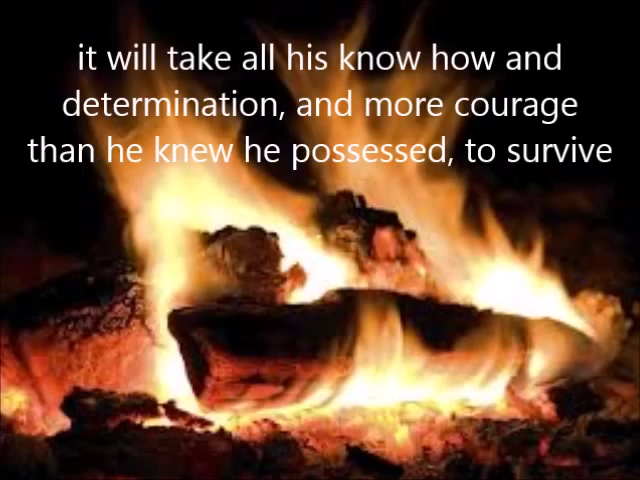 it will take all his know how and
determination, and more courage
than he knew he possessed, to survive